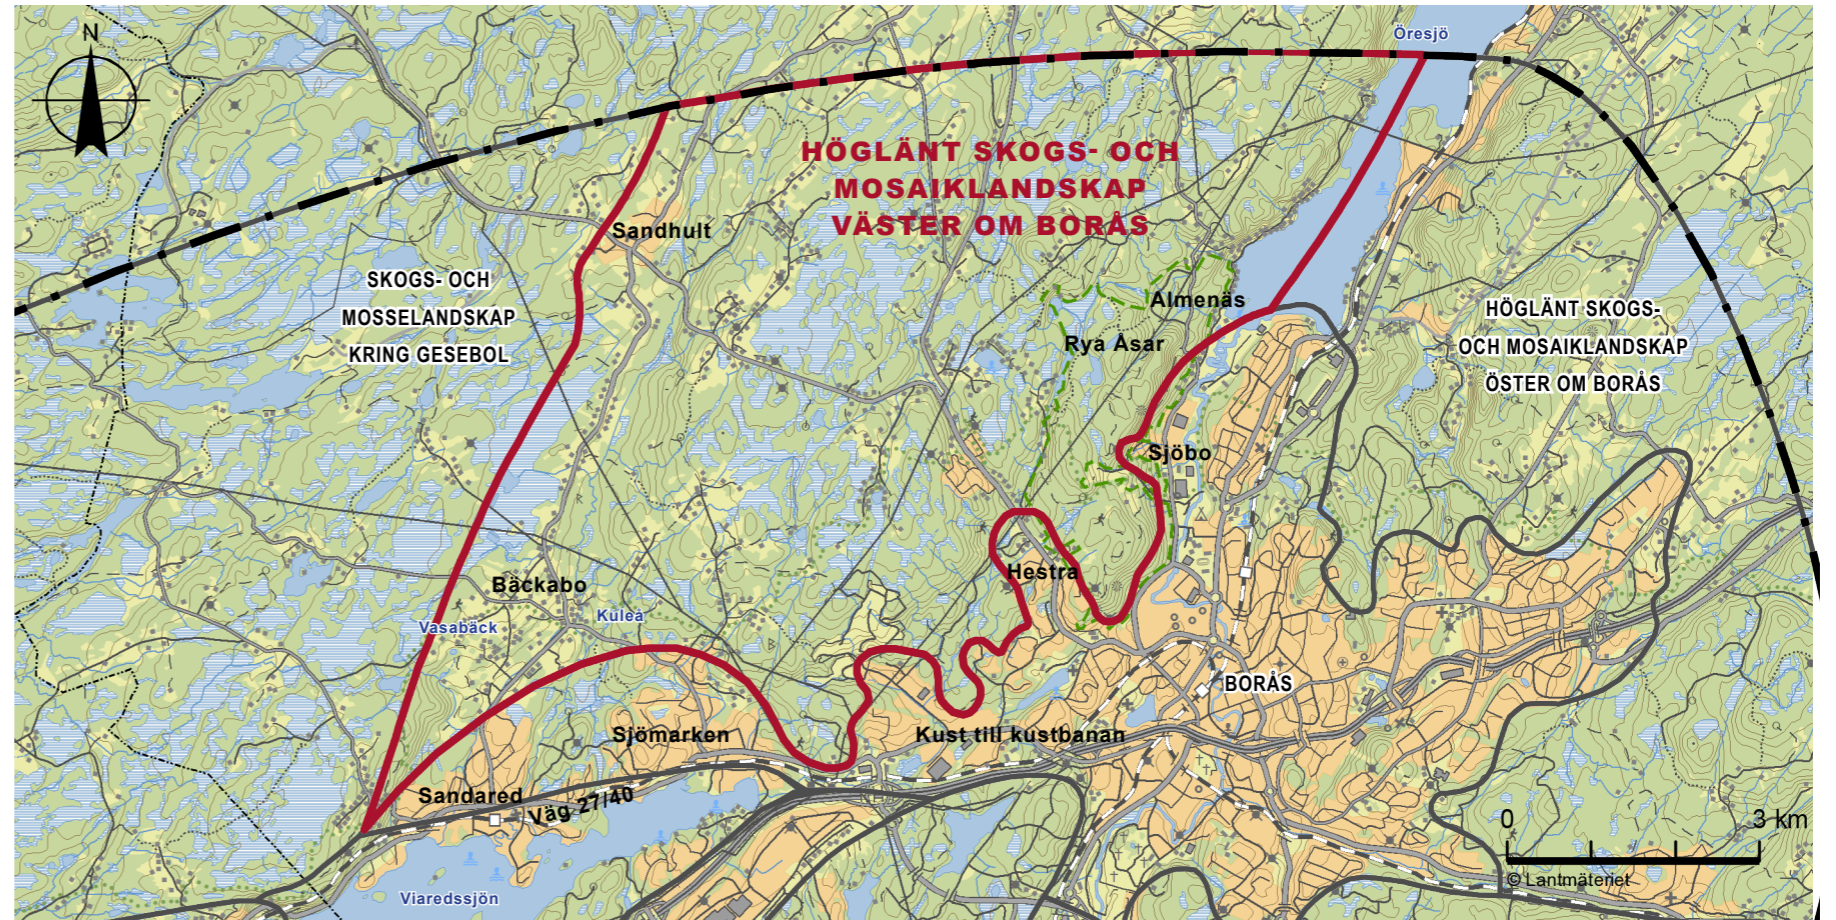 N
Öresjö
HÖGLÄNT SKOGS- OCH
MOSAIKLANDSKAP
VÄSTER OM BORÅS
Sandhult
SKOGS- OCH
MOSSELANDSKAP
KRING GESEBOL
Almenäs
Rya Åsar
HÖGLÄNT SKOGS-
OCH MOSAIKLANDSKAP
ÖSTER OM BORÅS
Sjöbo
Hestra
Bäckabo
Kuleå
Vasabäck
BORÅS
Sjömarken
Kust till kustbanan
Sandared
Väg 27/40
0 3 km
© Lantmäteriet
Viaredssjön